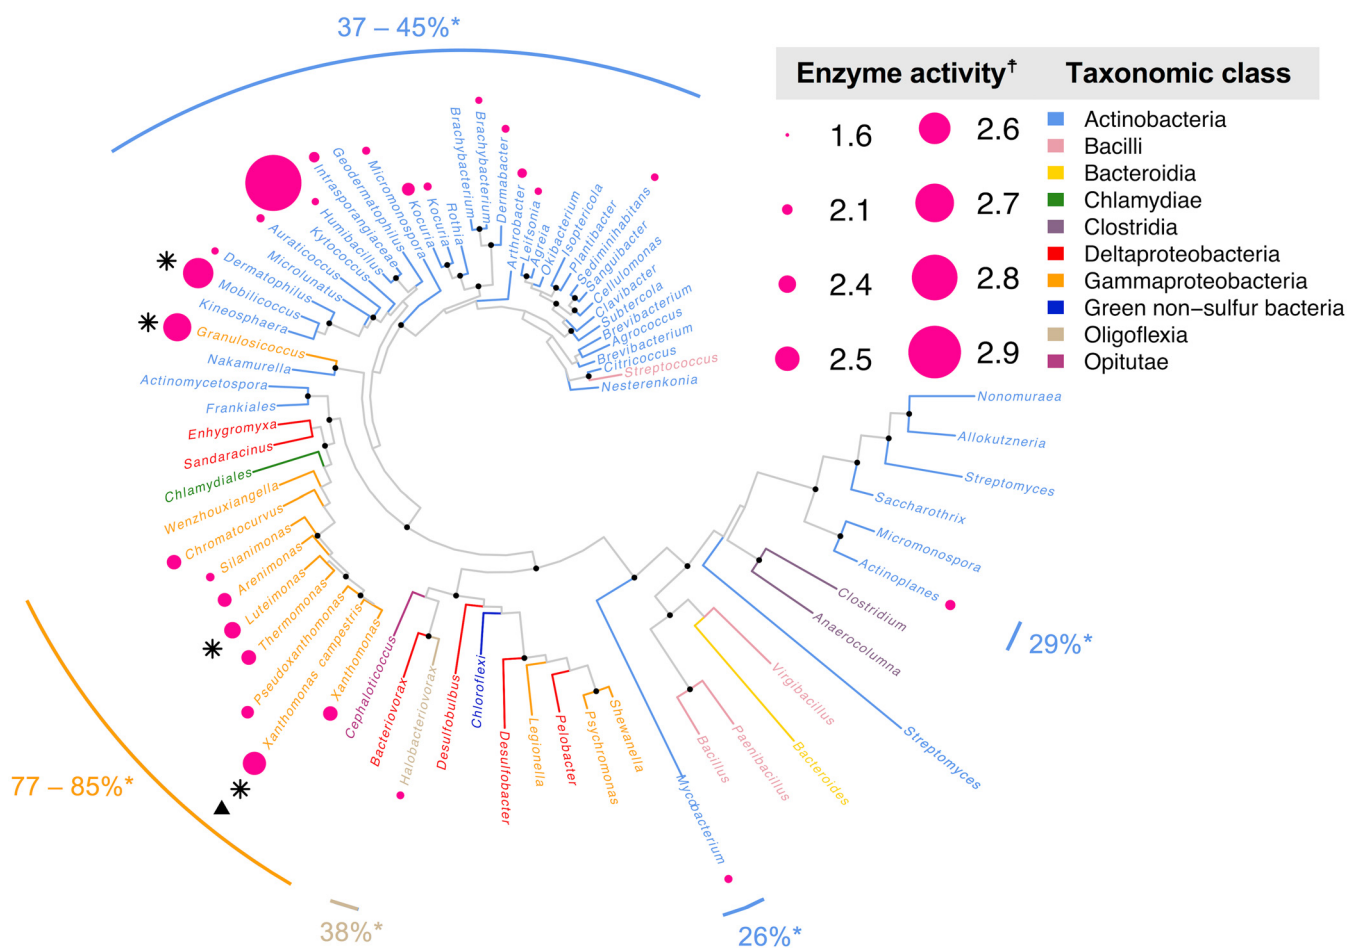 37 – 45%*
Enzyme activity† Taxonomic class
1.6 2.6
2.1 2.7
2.4 2.8
2.5 2.9
Actinobacteria
Bacilli
Bacteroidia
Chlamydiae
Clostridia
Deltaproteobacteria
Gammaproteobacteria
Green non−sulfur bacteria
Oligoflexia
Opitutae
Nesterenkonia
Streptococcus
Citricoccus
Brevibacterium
Agrococcus
Brevibacterium
Subtercola
Clavibacter
Cellulomonas
Sanguibacter
Sediminihabitans
Plantibacter
Isoptericola
Okibacterium
Agreia
Leifsonia
Arthrobacter
Dermabacter
Brachybacterium
Brachybacterium
Rothia
Kocuria
Kocuria
Micromonospora
Geodermatophilus
Intrasporangiaceae
Humibacillus
Kytococcus
Auraticoccus
Microlunatus
Dermatophilus
Mobilicoccus
Kineosphaera
Granulosicoccus
Nakamurella
Actinomycetospora
Frankiales
Enhygromyxa
Sandaracinus
Chlamydiales
Wenzhouxiangella
Chromatocurvus
Silanimonas
Arenimonas
Luteimonas
Thermomonas
Pseudoxanthomonas
Xanthomonas campestris
Xanthomonas
Cephaloticoccus
Bacteriovorax
Halobacteriovorax
Desulfobulbus
Chloroflexi
Desulfobacter
Legionella
Pelobacter
Psychromonas
Shewanella
Mycobacterium
Bacillus
Paenibacillus
Bacteroides
Virgibacillus
Streptomyces
Anaerocolumna
Clostridium
Actinoplanes
Micromonospora
Saccharothrix
Streptomyces
Allokutzneria
Nonomuraea
29%*
77 – 85%*
38%*
26%*